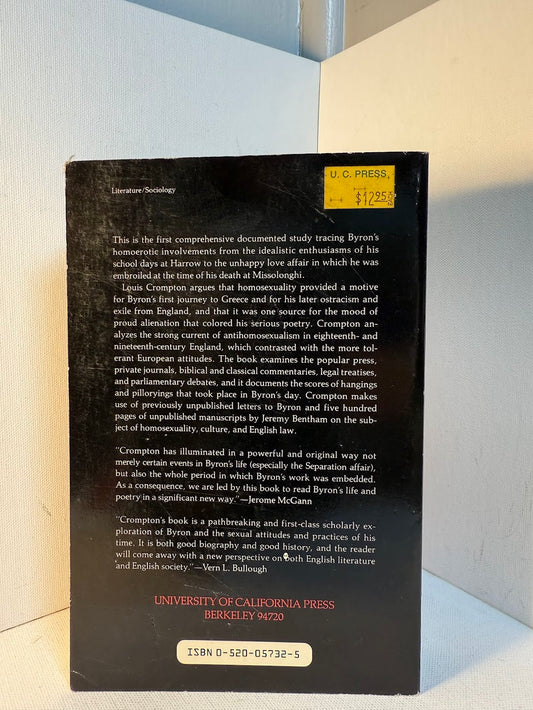 Literature/Sociology
U. C. PRESS,
$12.95
This is the first comprehensive documented study tracing Byron's
homoerotic involvements from the idealistic enthusiasms of his
school days at Harrow to the unhappy love affair in which he was
embroiled at the time of his death at Missolonghi.
Louis Crompton argues that homosexuality provided a motive
for Byron's first journey to Greece and for his later ostracism and
exile from England, and that it was one source for the mood of
proud alienation that colored his serious poetry. Crompton an-
alyzes the strong current of antihomosexualism in eighteenth- and
nineteenth-century England, which contrasted with the more tol-
erant European attitudes. The book examines the popular press,
private journals, biblical and classical commentaries, legal treatises,
and parliamentary debates, and it documents the scores of hangings
and pilloryings that took place in Byron's day. Crompton makes
use of previously unpublished letters to Byron and five hundred
pages of unpublished manuscripts by Jeremy Bentham on the sub-
ject of homosexuality, culture, and English law.
"Crompton has illuminated in a powerful and original way not
merely certain events in Byron's life (especially the Separation affair),
but also the whole period in which Byron's work was embedded.
As a consequence, we are led by this book to read Byron's life and
poetry in a significant new way."—Jerome McGann
"Crompton's book is a pathbreaking and first-class scholarly ex-
ploration of Byron and the sexual attitudes and practices of his
time. It is both good biography and good history, and the reader
will come away with a new perspective on both English literature
and English society."—Vern L. Bullough
UNIVERSITY OF CALIFORNIA PRESS
BERKELEY 94720
ISBN 0-520-05732-5